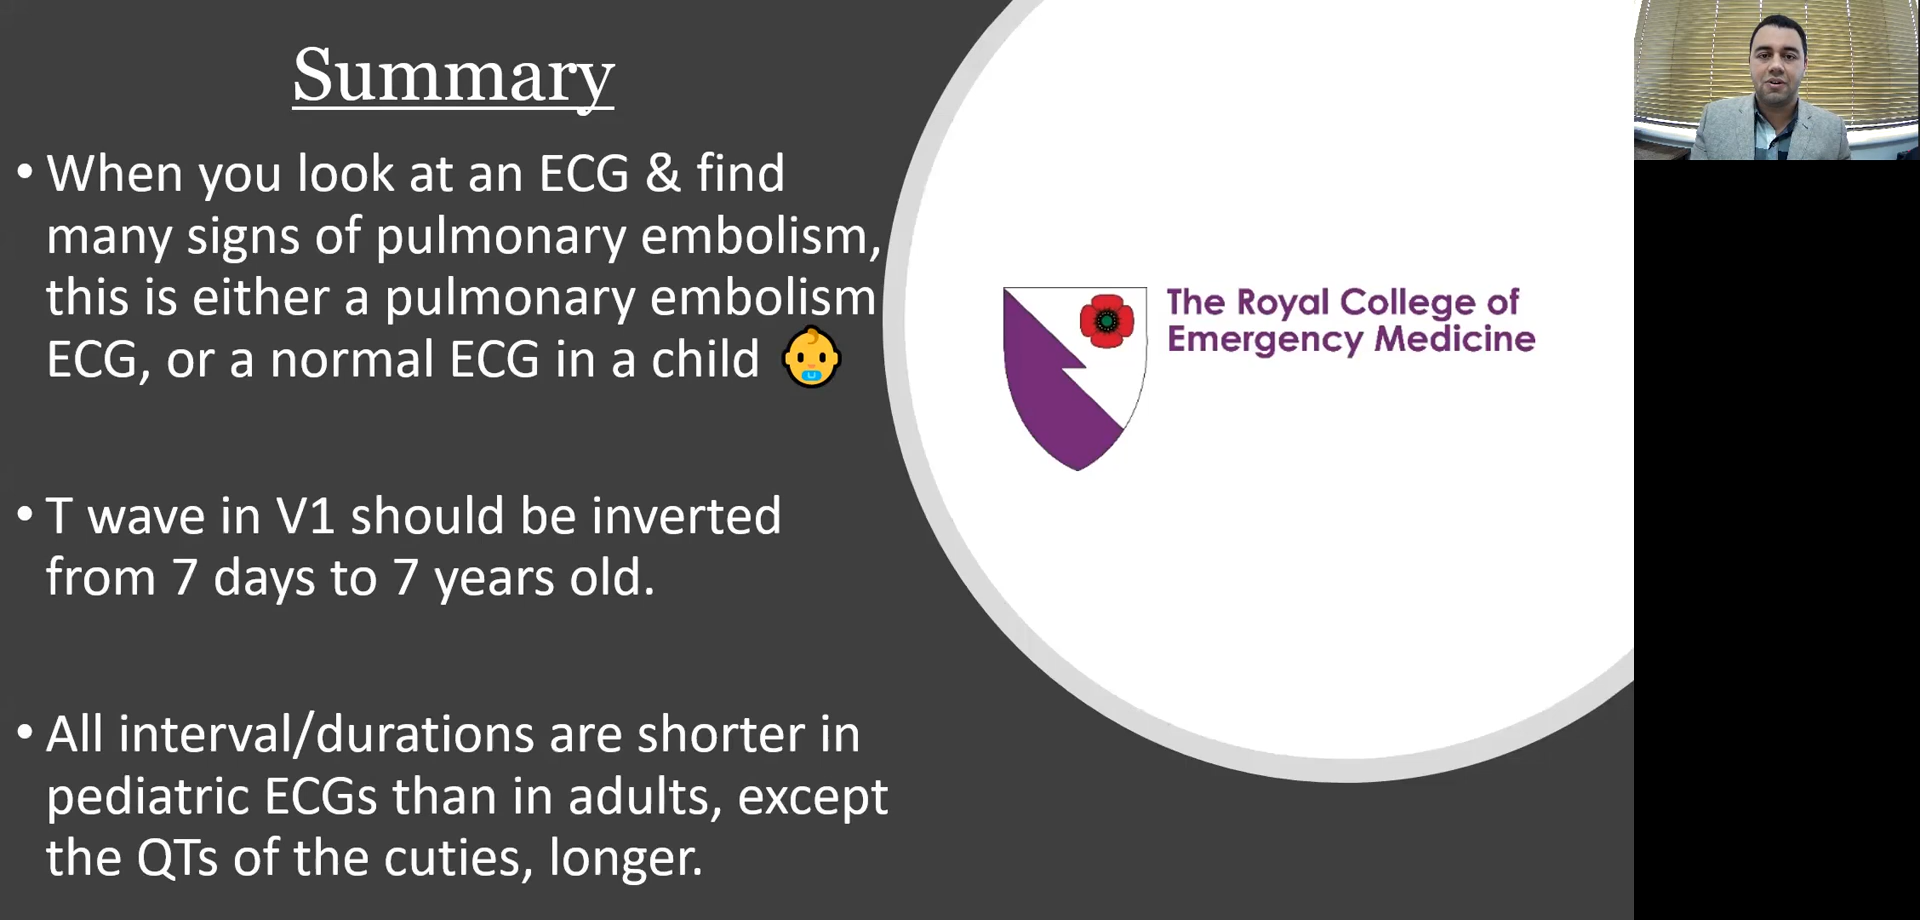 Summary
• When you look at an ECG & find
many signs of pulmonary embolism,
this is either a pulmonary embolism
ECG, or a normal ECG in a child 👶
• T wave in V1 should be inverted
from 7 days to 7 years old.
• All interval/durations are shorter in
pediatric ECGs than in adults, except
the QTs of the cuties, longer.
The Royal College of
Emergency Medicine